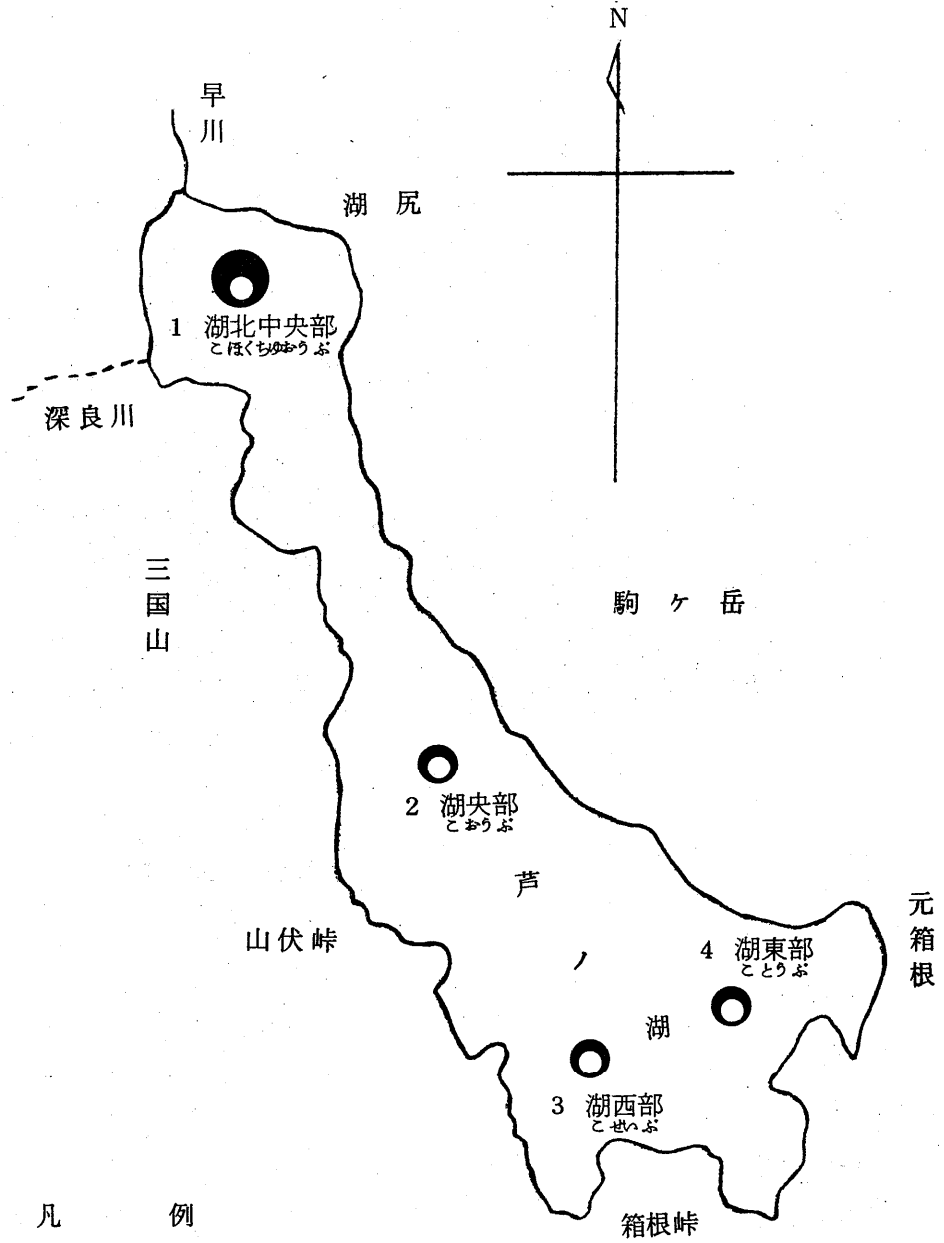 N
早川
湖尻
1 湖北中央部
こほくちゆおうぶ
深良川
三国山
駒ヶ岳
2 湖央部
こおうぶ
芦ノ湖
山伏峠
元箱根
4 湖東部
ことうぶ
3 湖西部
こせいぶ
箱根峠
凡例